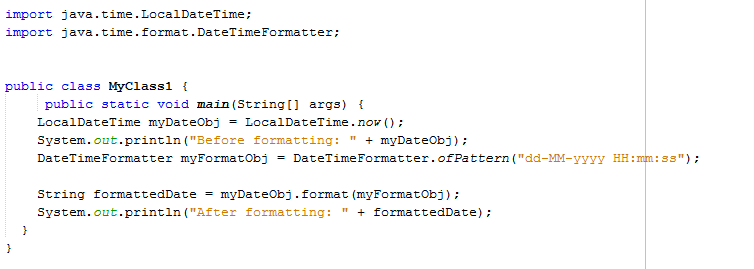 import java.time.LocalDateTime;
import java.time.format.DateTimeFormatter;
public class MyClass1 {
public static void main(String[] args) {
LocalDateTime myDateObj = LocalDateTime.now();
System.out.println("Before formatting: " + myDateObj);
DateTimeFormatter myFormatObj = DateTimeFormatter.ofPattern("dd-MM-yyyy HH:mm:ss");
String formattedDate = myDateObj.format(myFormatObj);
System.out.println("After formatting: " + formattedDate);
}
}